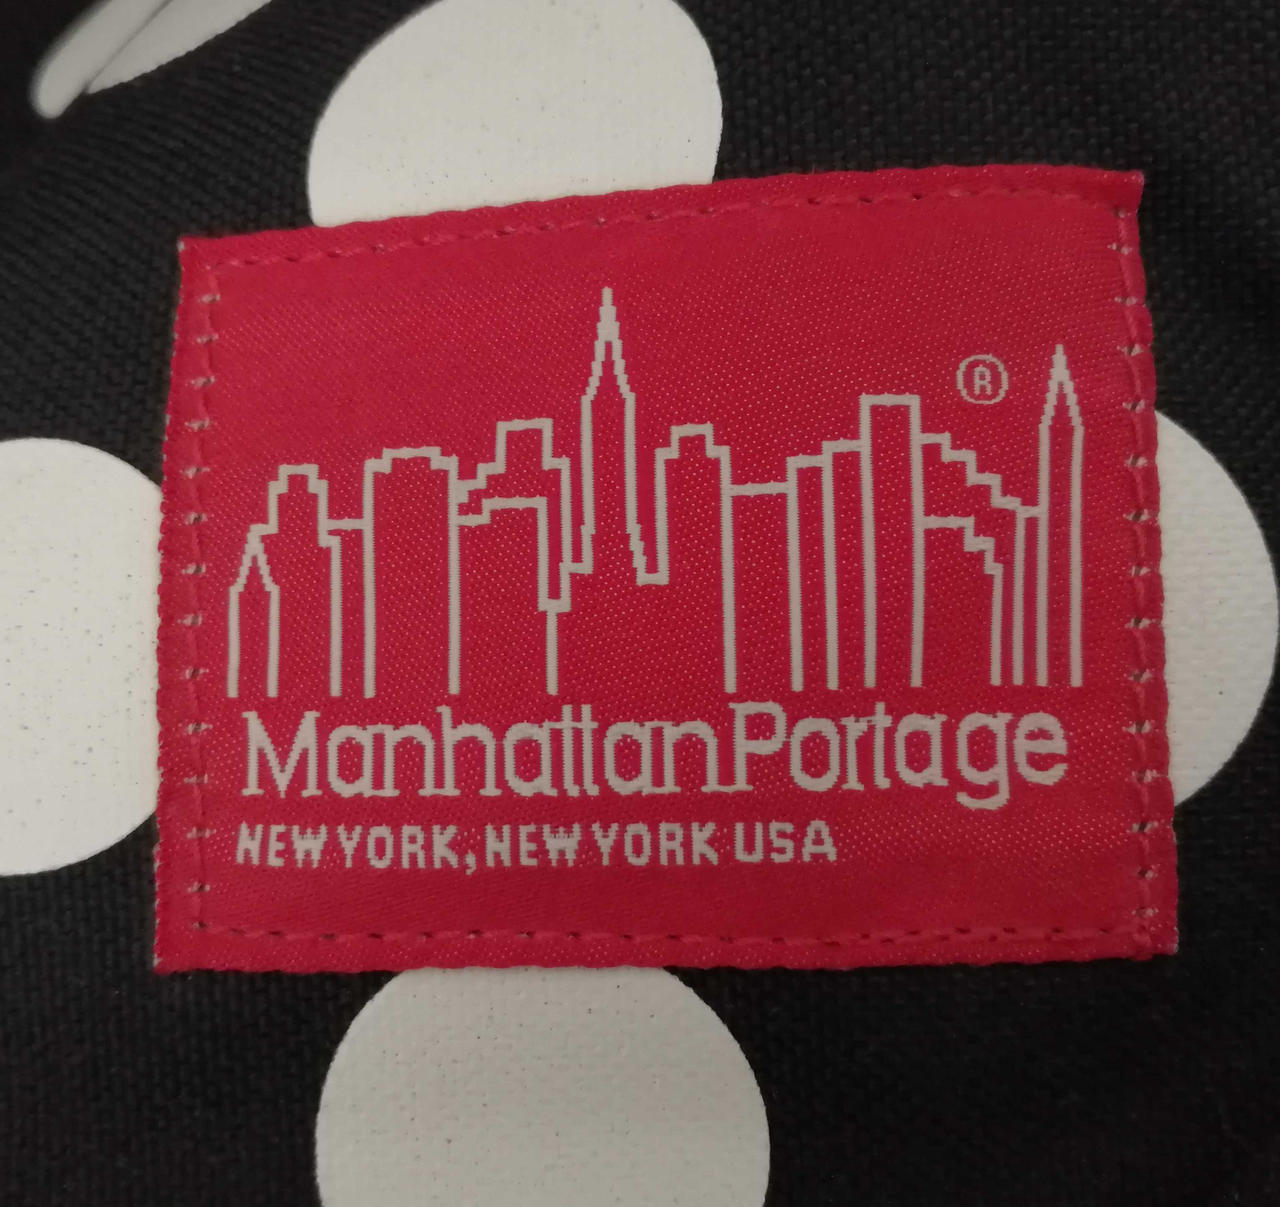 ®
ManhattanPortage
NEW YORK, NEW YORK USA